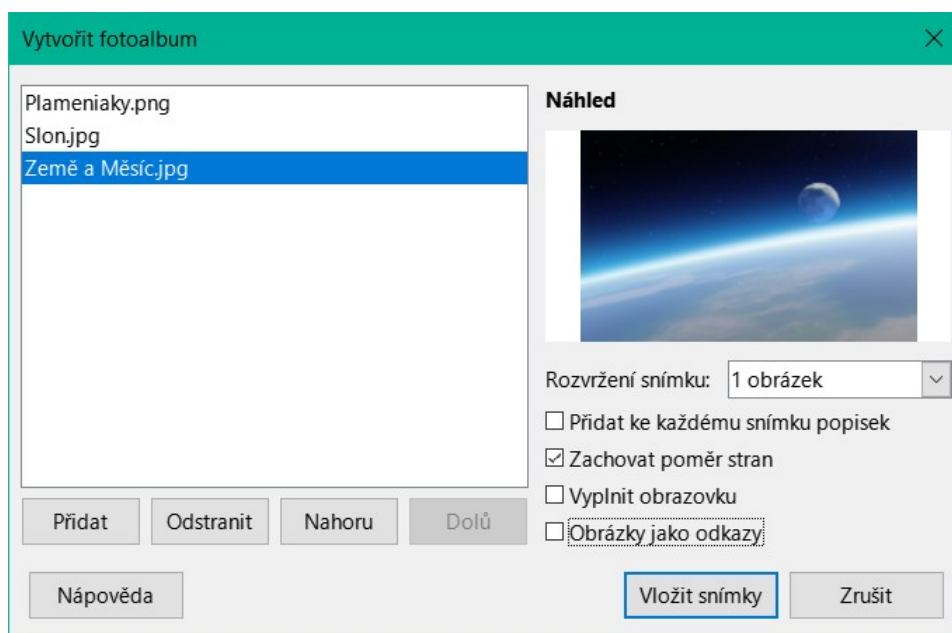 Vytvořit fotoalbum
Plameniaky.png
Slon.jpg
Země a Měsíc.jpg
Přidat
Odstranit
Nahoru
Dolů
Náhled
Rozvržení snímku: 1 obrázek
Přidat ke každému snímku popisek
Zachovat poměr stran
Vyplnit obrazovku
Obrázky jako odkazy
Nápověda
Vložit snímky
Zrušit